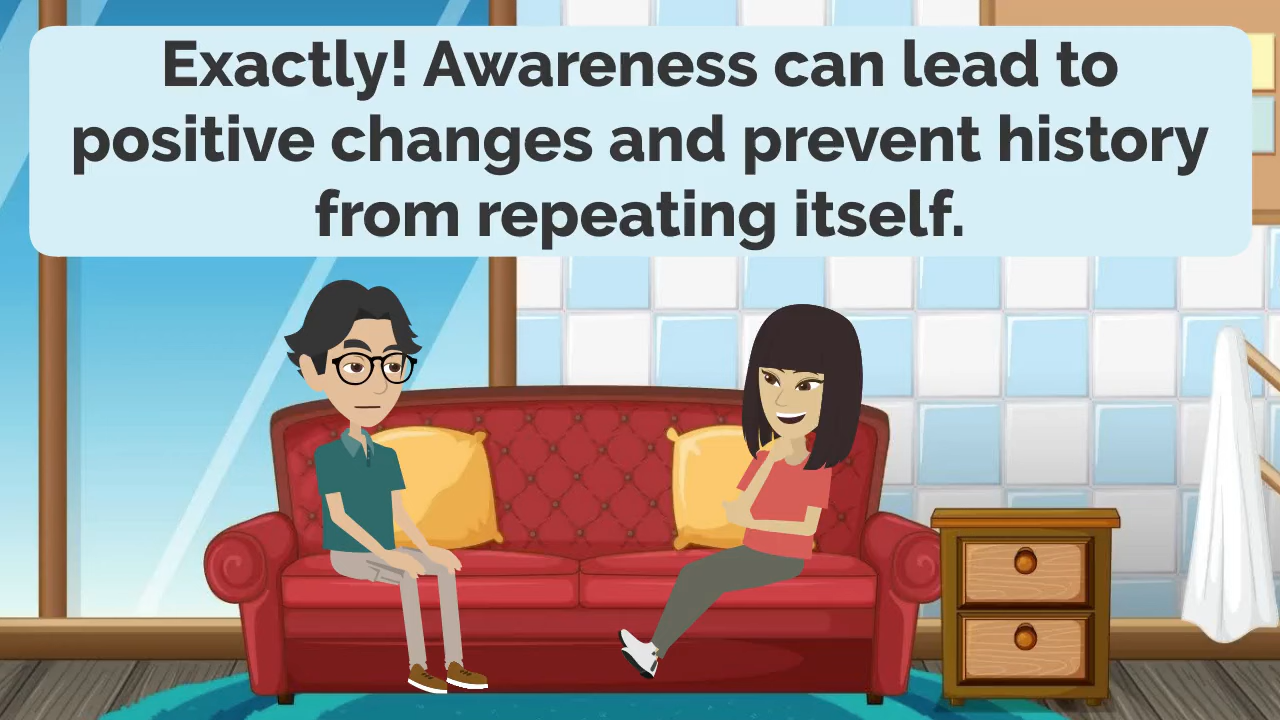 Exactly! Awareness can lead to
positive changes and prevent history
from repeating itself.